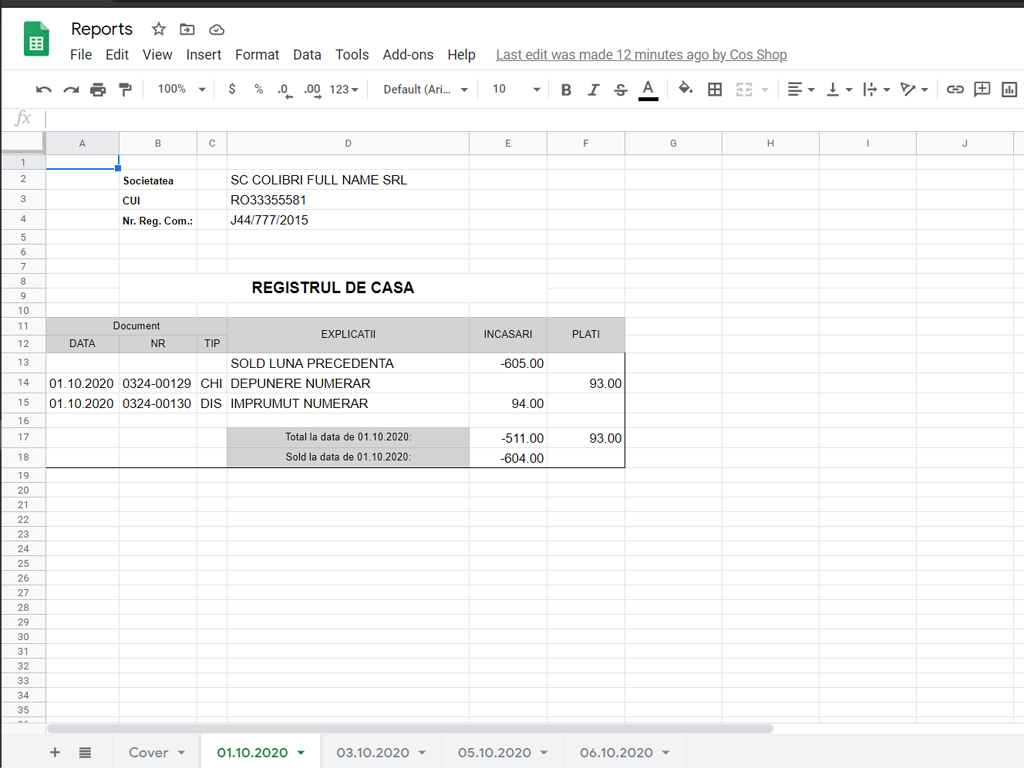 Reports
File Edit View Insert Format Data Tools Add-ons Help Last edit was made 12 minutes ago by Cos Shop
100% $ % .0 .00 123 Default (Ari... 10 B I S A
fx
A B C D E F G H I J
1
2 Societatea SC COLIBRI FULL NAME SRL
3 CUI RO33355581
4 Nr. Reg. Com.: J44/777/2015
5
6
7
8
REGISTRUL DE CASA
9
10
11 Document
EXPLICATII INCASARI PLATI
12 DATA NR TIP
13 SOLD LUNA PRECEDENTA -605.00
14 01.10.2020 0324-00129 CHI DEPUNERE NUMERAR 93.00
15 01.10.2020 0324-00130 DIS IMPRUMUT NUMERAR 94.00
16
17 Total la data de 01.10.2020: -511.00 93.00
18 Sold la data de 01.10.2020: -604.00
19
20
21
22
23
24
25
26
27
28
29
30
31
32
33
34
35
+ Cover 01.10.2020 03.10.2020 05.10.2020 06.10.2020